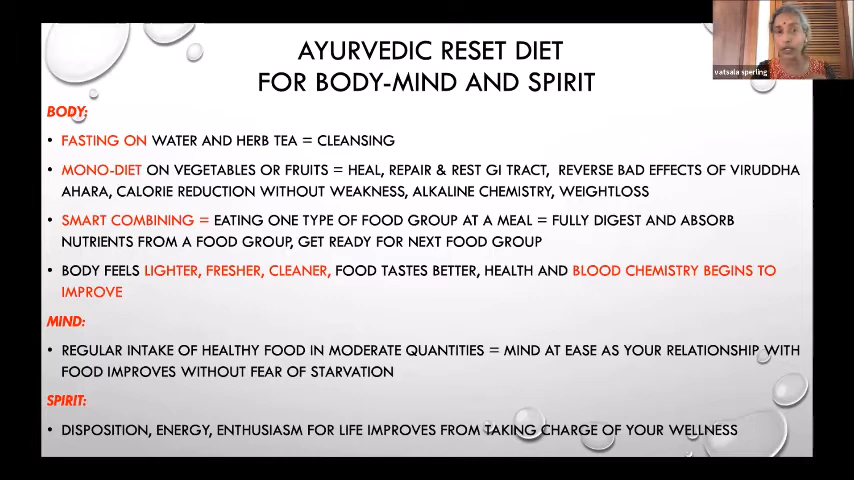 AYURVEDIC RESET DIET
FOR BODY-MIND AND SPIRIT
vatsala sperling
BODY:
• FASTING ON WATER AND HERB TEA = CLEANSING
• MONO-DIET ON VEGETABLES OR FRUITS = HEAL, REPAIR & REST GI TRACT, REVERSE BAD EFFECTS OF VIRUDDHA
AHARA, CALORIE REDUCTION WITHOUT WEAKNESS, ALKALINE CHEMISTRY, WEIGHTLOSS
• SMART COMBINING = EATING ONE TYPE OF FOOD GROUP AT A MEAL = FULLY DIGEST AND ABSORB
NUTRIENTS FROM A FOOD GROUP, GET READY FOR NEXT FOOD GROUP
• BODY FEELS LIGHTER, FRESHER, CLEANER, FOOD TASTES BETTER, HEALTH AND BLOOD CHEMISTRY BEGINS TO
IMPROVE
MIND:
• REGULAR INTAKE OF HEALTHY FOOD IN MODERATE QUANTITIES = MIND AT EASE AS YOUR RELATIONSHIP WITH
FOOD IMPROVES WITHOUT FEAR OF STARVATION
SPIRIT:
• DISPOSITION, ENERGY, ENTHUSIASM FOR LIFE IMPROVES FROM TAKING CHARGE OF YOUR WELLNESS